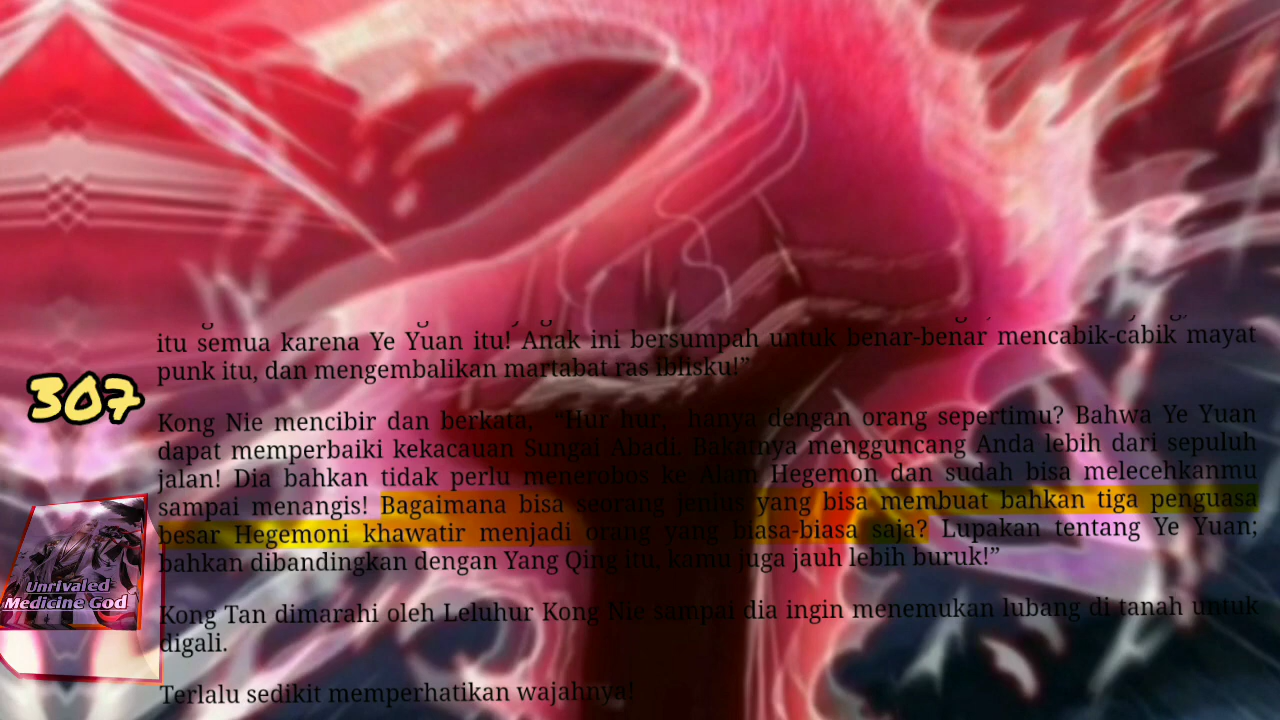 itu semua karena Ye Yuan itu! Anak ini bersumpah untuk benar-benar mencabik-cabik mayat
punk itu, dan mengembalikan martabat ras iblisku!”
307
Kong Nie mencibir dan berkata, “Hur hur, hanya dengan orang sepertimu? Bahwa Ye Yuan
dapat memperbaiki kekacauan Sungai Abadi. Bakatnya mengguncang Anda lebih dari sepuluh
jalan! Dia bahkan tidak perlu menerobos ke Alam Hegemon dan sudah bisa melecehkanmu
sampai menangis! Bagaimana bisa seorang jenius yang bisa membuat bahkan tiga penguasa
besar Hegemoni khawatir menjadi orang yang biasa-biasa saja? Lupakan tentang Ye Yuan;
bahkan dibandingkan dengan Yang Qing itu, kamu juga jauh lebih buruk!”
Unrivaled
Medicine God
Kong Tan dimarahi oleh Leluhur Kong Nie sampai dia ingin menemukan lubang di tanah untuk
digali.
Terlalu sedikit memperhatikan wajahnya!